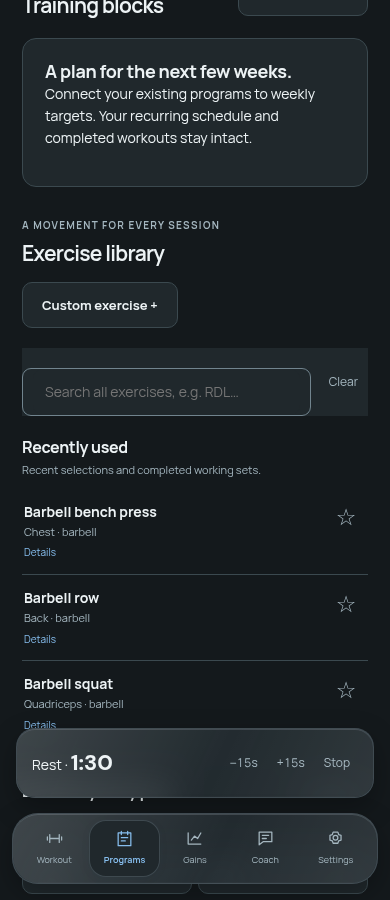 Training blocks
A plan for the next few weeks.
Connect your existing programs to weekly
targets. Your recurring schedule and
completed workouts stay intact.
A MOVEMENT FOR EVERY SESSION
Exercise library
Custom exercise +
Search all exercises, e.g. RDL…
Clear
Recently used
Recent selections and completed working sets.
Barbell bench press
Chest · barbell
Details
Barbell row
Back · barbell
Details
Barbell squat
Quadriceps · barbell
Details
Rest · 1:30
−15s
+15s
Stop
Workout
Programs
Gains
Coach
Settings